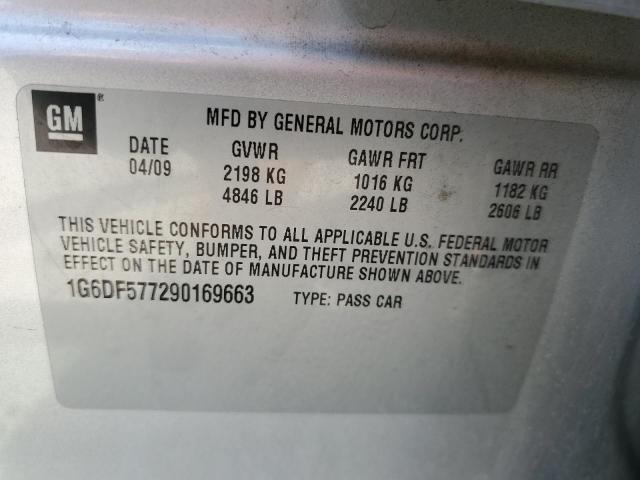 GM ®
MFD BY GENERAL MOTORS CORP.
DATE GVWR GAWR FRT GAWR RR
04/09 2198 KG 1016 KG 1182 KG
4846 LB 2240 LB 2606 LB
THIS VEHICLE CONFORMS TO ALL APPLICABLE U.S. FEDERAL MOTOR
VEHICLE SAFETY, BUMPER, AND THEFT PREVENTION STANDARDS IN
EFFECT ON THE DATE OF MANUFACTURE SHOWN ABOVE.
1G6DF577290169663 TYPE: PASS CAR